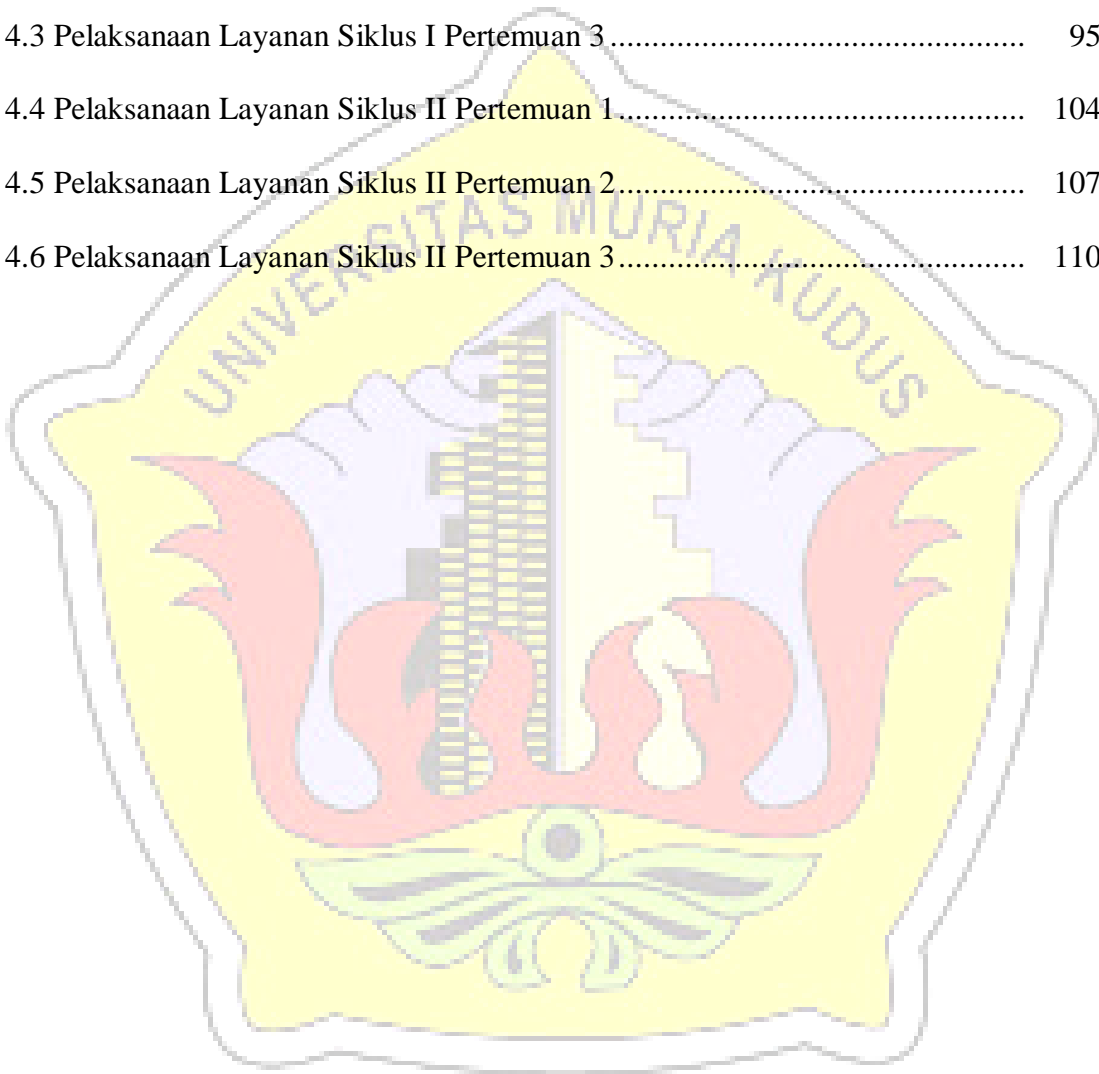 4.3 Pelaksanaan Layanan Siklus I Pertemuan 3 ................................................ 95
4.4 Pelaksanaan Layanan Siklus II Pertemuan 1 ............................................... 104
4.5 Pelaksanaan Layanan Siklus II Pertemuan 2 ............................................... 107
4.6 Pelaksanaan Layanan Siklus II Pertemuan 3 ............................................... 110
UNIVERSITAS MURIA KUDUS